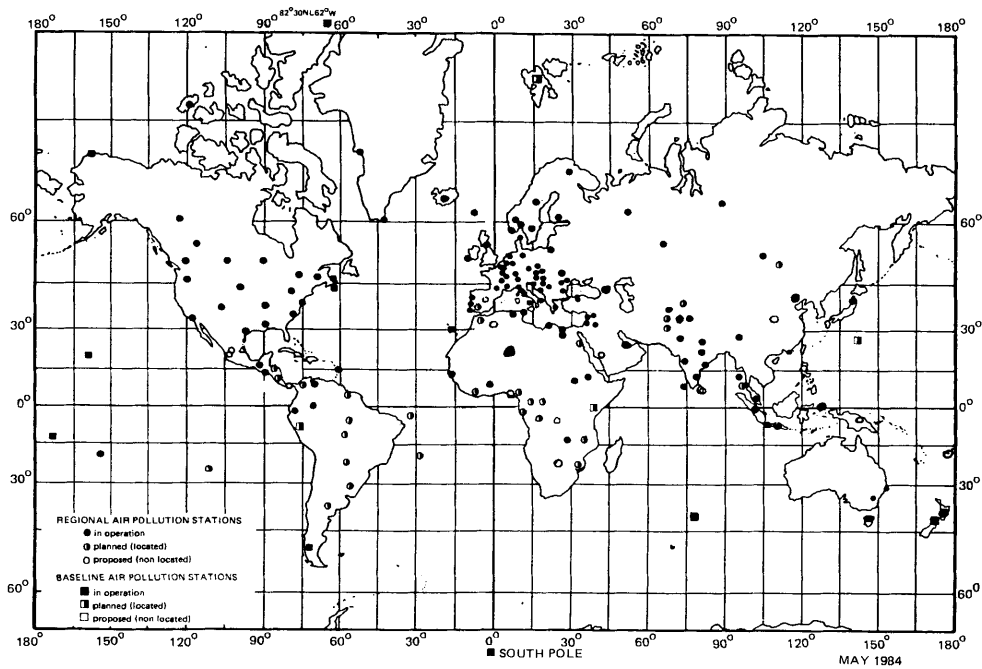 82°30NL62°W
180° 150° 120° 90° 60° 30° 0° 30° 60° 90° 120° 150° 180°
60° 60°
30° 30°
0° 0°
30° 30°
REGIONAL AIR POLLUTION STATIONS
in operation
planned (located)
proposed (non located)
BASELINE AIR POLLUTION STATIONS
in operation
planned (located)
proposed (non located)
60° 60°
180° 150° 120° 90° 60° 30° 0° 30° 60° 90° 120° 150° 180°
SOUTH POLE
MAY 1984